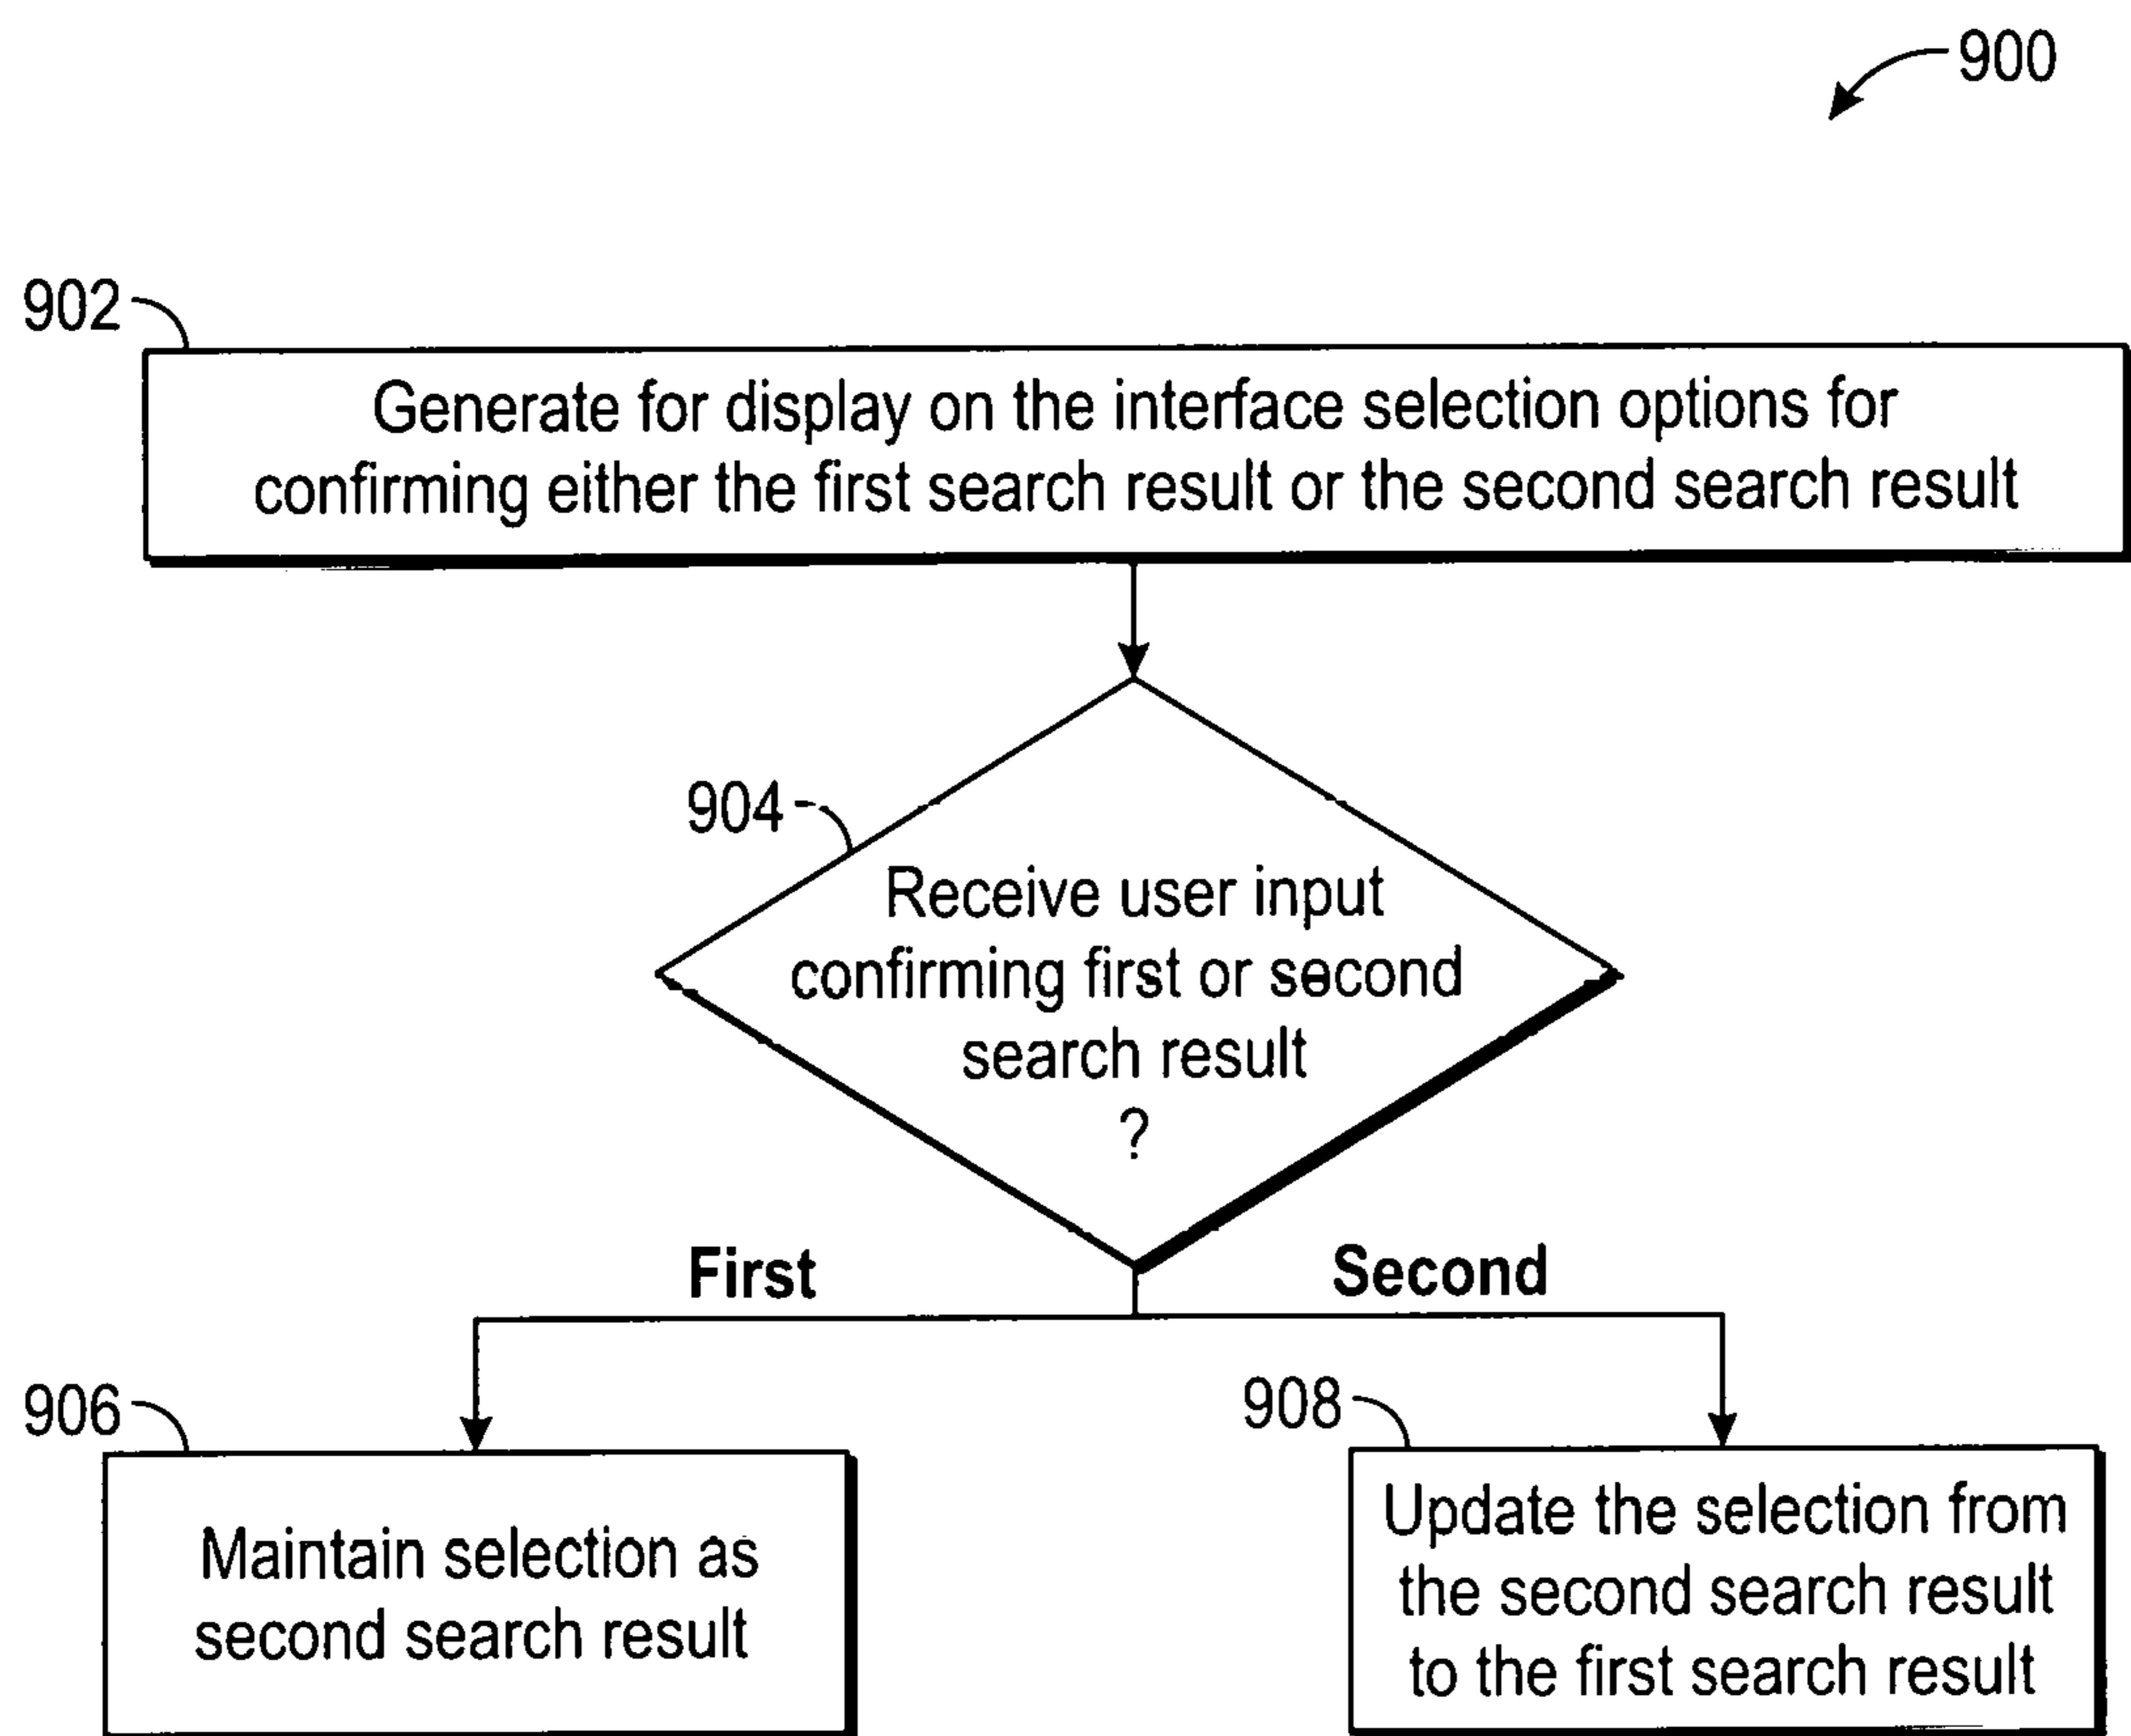 900
902
Generate for display on the interface selection options for
confirming either the first search result or the second search result
904
Receive user input
confirming first or second
search result
?
First
Second
906
Maintain selection as
second search result
908
Update the selection from
the second search result
to the first search result